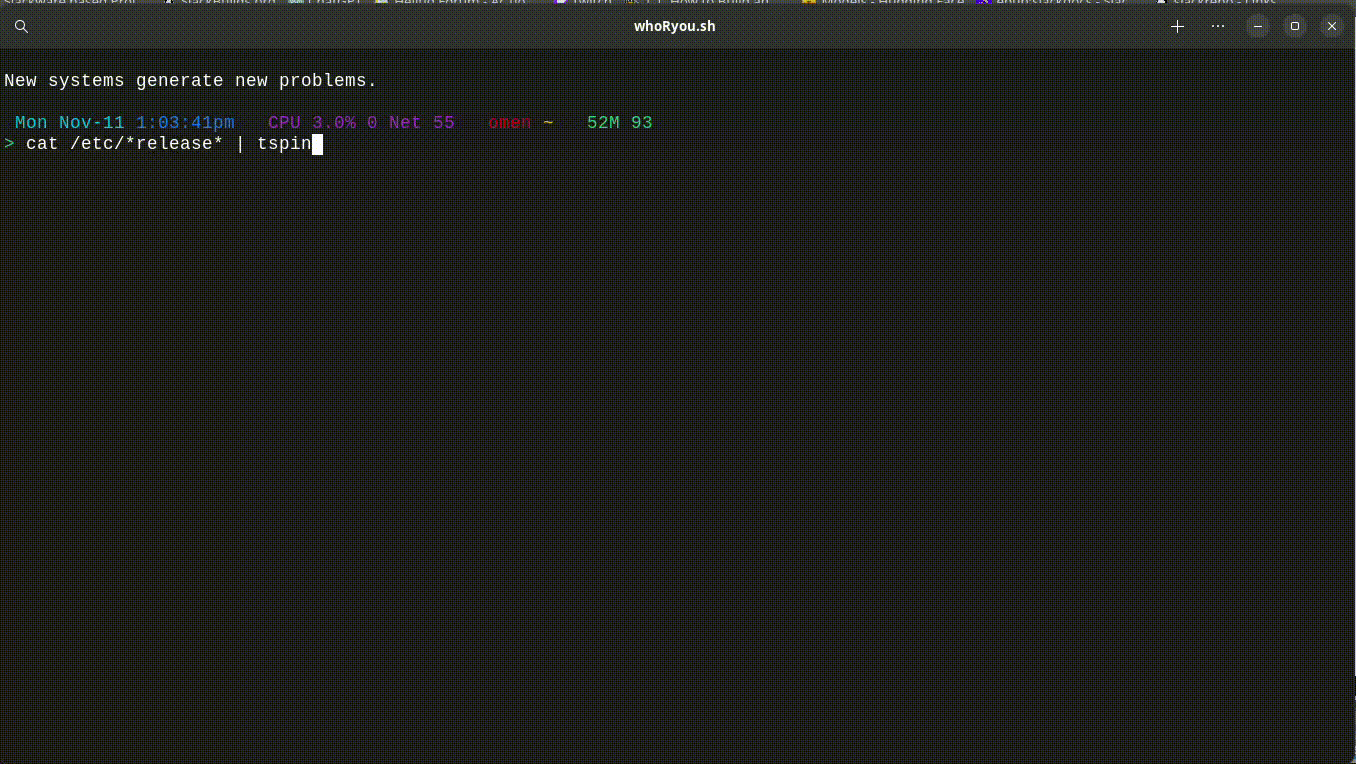 whoRyou.sh
New systems generate new problems.
Mon Nov-11 1:03:41pm CPU 3.0% 0 Net 55 omen ~ 52M 93
> cat /etc/*release* | tspin